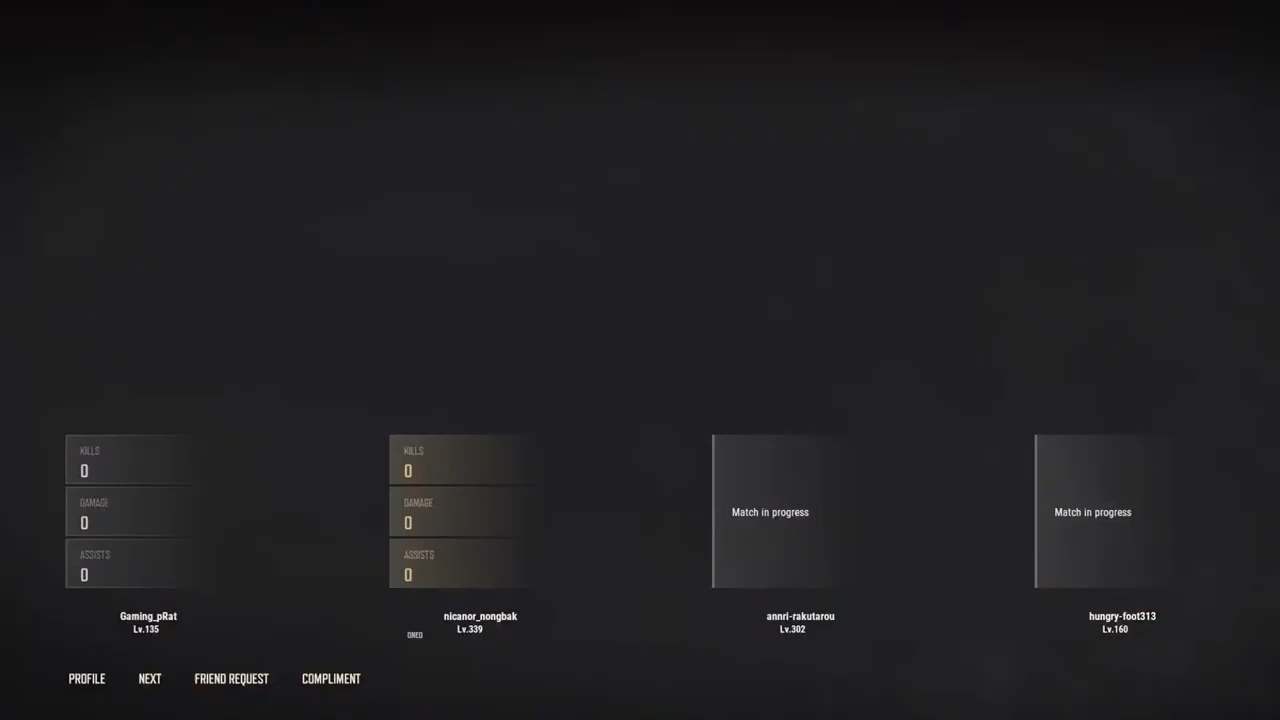 KILLS
0
DAMAGE
0
ASSISTS
0
Gaming_pRat
Lv.135
KILLS
0
DAMAGE
0
ASSISTS
0
nicanor_nongbak
Lv.339
Match in progress
annri-rakutarou
Lv.302
Match in progress
hungry-foot313
Lv.160
PROFILE NEXT FRIEND REQUEST COMPLIMENT